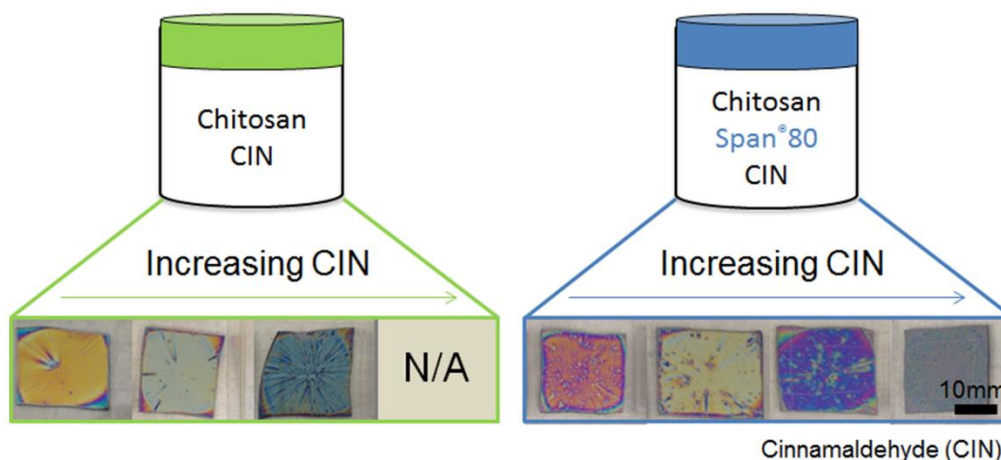 Chitosan
CIN
Increasing CIN
N/A
Chitosan
Span®80
CIN
Increasing CIN
10mm
Cinnamaldehyde (CIN)